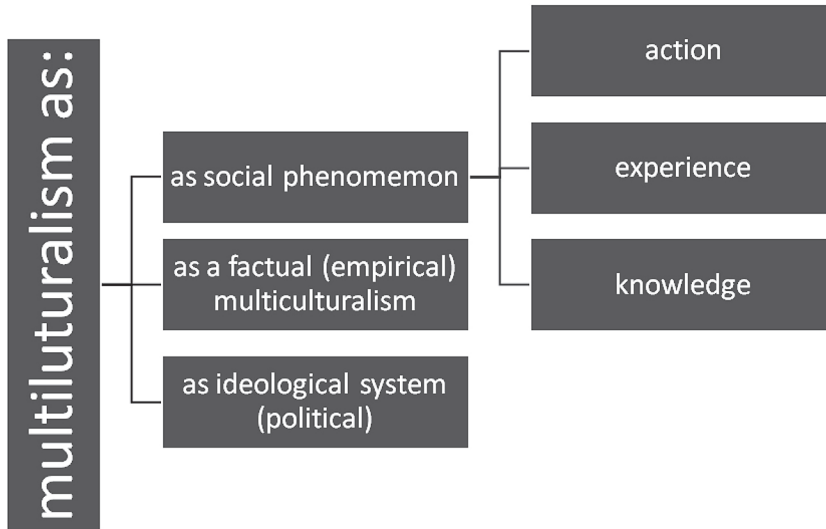 multiluturalism as:
as social phenomemon
as a factual (empirical)
multiculturalism
as ideological system
(political)
action
experience
knowledge